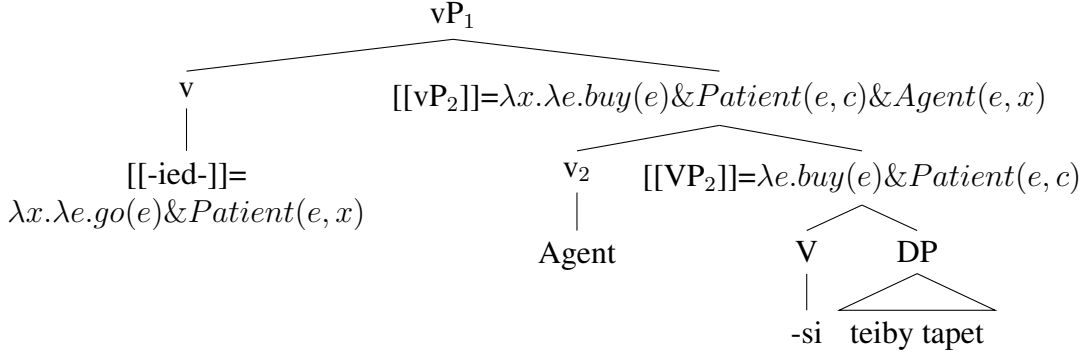 vP₁
v
[[vP₂]]=λx.λe.buy(e)&Patient(e, c)&Agent(e, x)
[[-ied-]]=
λx.λe.go(e)&Patient(e, x)
v₂
[[VP₂]]=λe.buy(e)&Patient(e, c)
Agent
V
DP
-si
teiby tapet